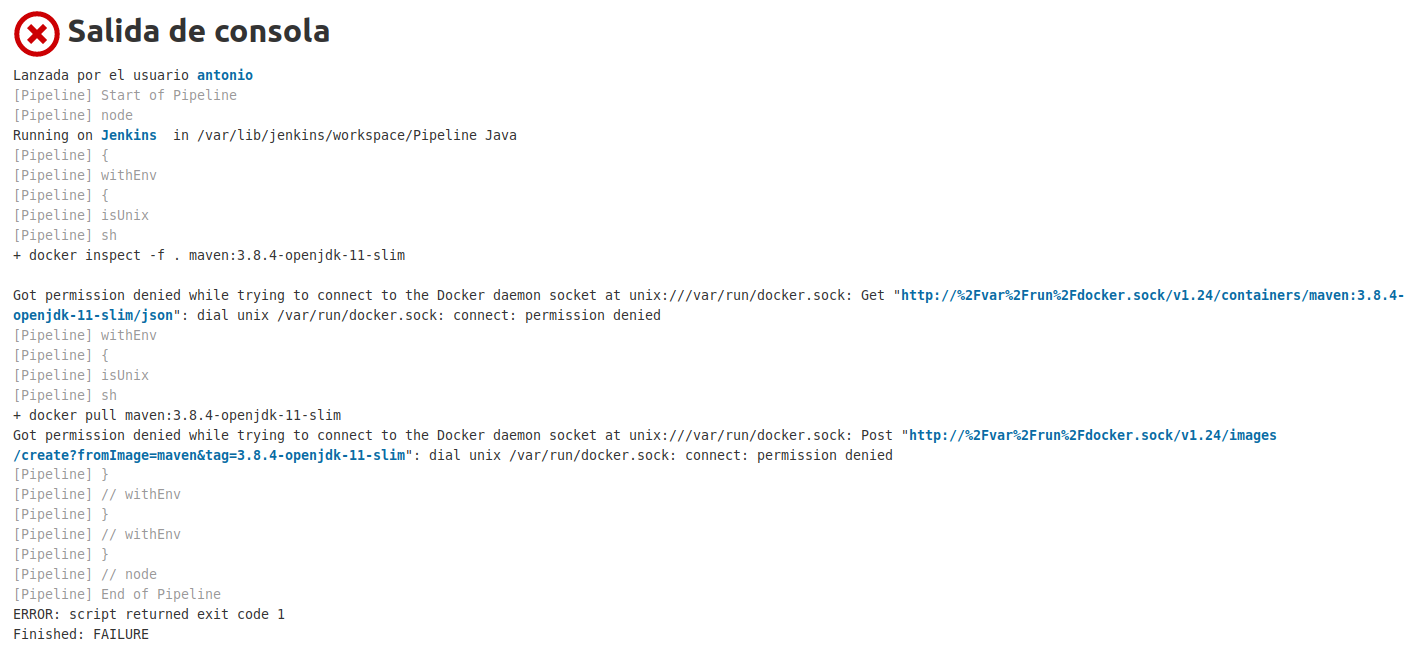 Salida de consola
Lanzada por el usuario antonio
[Pipeline] Start of Pipeline
[Pipeline] node
Running on Jenkins  in /var/lib/jenkins/workspace/Pipeline Java
[Pipeline] {
[Pipeline] withEnv
[Pipeline] {
[Pipeline] isUnix
[Pipeline] sh
+ docker inspect -f . maven:3.8.4-openjdk-11-slim
Got permission denied while trying to connect to the Docker daemon socket at unix:///var/run/docker.sock: Get "http://%2Fvar%2Frun%2Fdocker.sock/v1.24/containers/maven:3.8.4-
openjdk-11-slim/json": dial unix /var/run/docker.sock: connect: permission denied
[Pipeline] withEnv
[Pipeline] {
[Pipeline] isUnix
[Pipeline] sh
+ docker pull maven:3.8.4-openjdk-11-slim
Got permission denied while trying to connect to the Docker daemon socket at unix:///var/run/docker.sock: Post "http://%2Fvar%2Frun%2Fdocker.sock/v1.24/images
/create?fromImage=maven&tag=3.8.4-openjdk-11-slim": dial unix /var/run/docker.sock: connect: permission denied
[Pipeline] }
[Pipeline] // withEnv
[Pipeline] }
[Pipeline] // withEnv
[Pipeline] }
[Pipeline] // node
[Pipeline] End of Pipeline
ERROR: script returned exit code 1
Finished: FAILURE